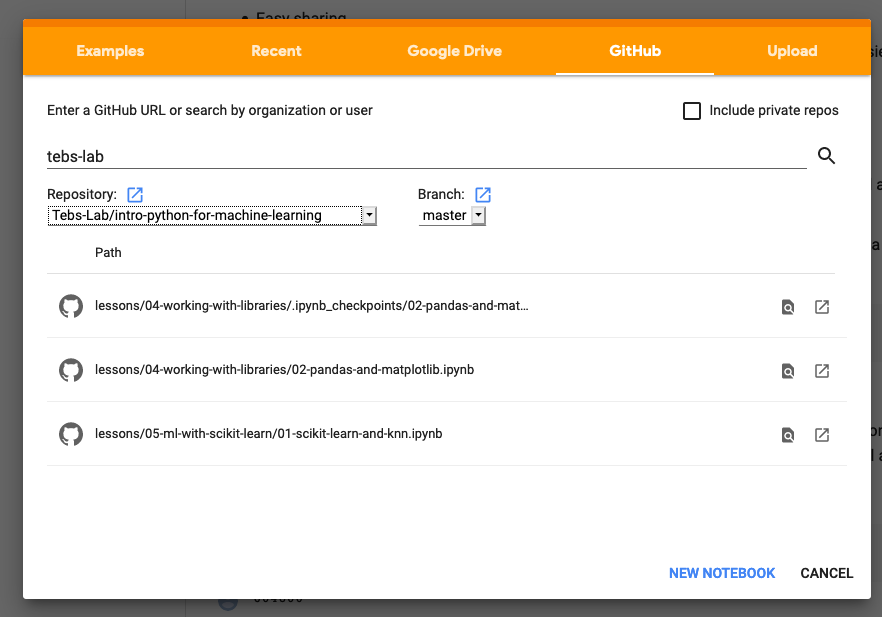 Easy sharing
Examples Recent Google Drive GitHub Upload
Enter a GitHub URL or search by organization or user
Include private repos
tebs-lab
Repository: Branch:
Tebs-Lab/intro-python-for-machine-learning master
Path
lessons/04-working-with-libraries/.ipynb_checkpoints/02-pandas-and-mat...
lessons/04-working-with-libraries/02-pandas-and-matplotlib.ipynb
lessons/05-ml-with-scikit-learn/01-scikit-learn-and-knn.ipynb
NEW NOTEBOOK CANCEL